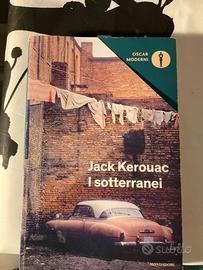 OSCAR
MODERNI
Jack Kerouac
I sotterranei
MONDADORI
subito